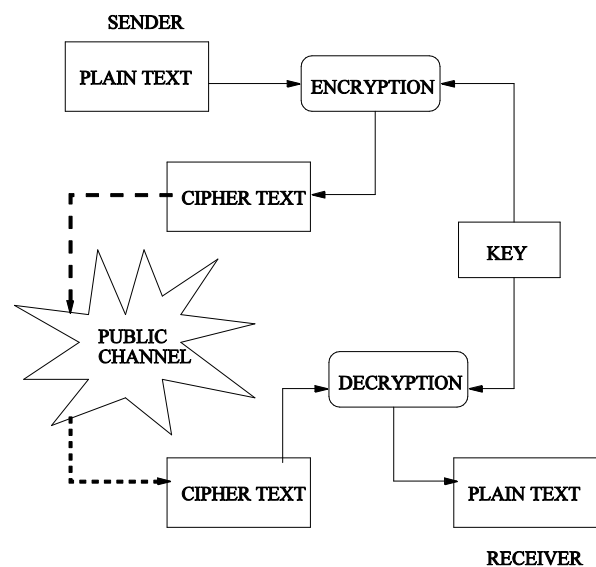 SENDER
PLAIN TEXT
ENCRYPTION
CIPHER TEXT
KEY
PUBLIC
CHANNEL
DECRYPTION
CIPHER TEXT
PLAIN TEXT
RECEIVER